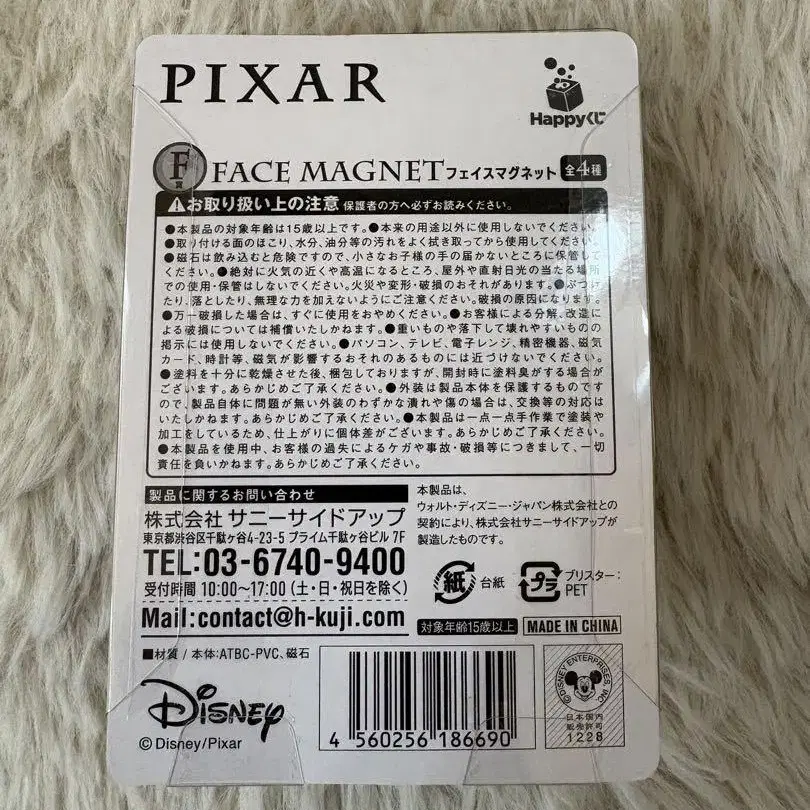 PIXAR
Happyくじ
F賞 FACE MAGNET フェイスマグネット 全4種
お取り扱い上の注意 保護者の方へ必ずお読みください。
●本製品の対象年齢は15歳以上です。●本来の用途以外に使用しないでください。
●取り付ける面のほこり、水分、油分等の汚れをよく拭き取ってから使用してください。
●磁石は飲み込むと危険ですので、小さなお子様の手の届かないところに保管して
ください。●絶対に火気の近くや高温になるところ、屋外や直射日光の当たる場所
での使用・保管はしないでください。火災や変形・破損のおそれがあります。●ぶつけ
たり、落としたり、無理な力を加えないようにご注意ください。破損の原因になります。
●万一破損した場合は、すぐに使用をおやめください。●お客様による分解、改造に
よる破損については補償いたしかねます。●重いものや落下して壊れやすいものの
掲示には使用しないでください。●パソコン、テレビ、電子レンジ、精密機器、磁気
カード、時計等、磁気が影響するおそれのあるものには近づけないでください。
●塗料を十分に乾燥させた後、梱包しておりますが、開封時に塗料臭がする場合が
ございます。あらかじめご了承ください。●外装は製品本体を保護するものです
ので、製品自体に問題が無い外装のわずかな潰れや傷の場合は、交換等の対応は
いたしかねます。あらかじめご了承ください。●本製品は一点一点手作業で塗装や
加工をしているため、仕上がりに個体差がございます。あらかじめご了承ください。
●本製品を使用中、お客様の過失によるケガや事故・破損等につきまして、一切
責任を負いかねます。あらかじめご了承ください。
製品に関するお問い合わせ
株式会社 サニーサイドアップ
東京都渋谷区千駄ヶ谷4-23-5 プライム千駄ヶ谷ビル 7F
TEL:03-6740-9400
受付時間 10:00～17:00 (土・日・祝日を除く)
Mail:contact@h-kuji.com
本製品は、
ウォルト・ディズニー・ジャパン株式会社との
契約により、株式会社サニーサイドアップが
製造したものです。
紙 台紙
プラ ブリスター:
PET
対象年齢15歳以上
MADE IN CHINA
■材質 / 本体:ATBC-PVC、磁石
Disney
©Disney/Pixar
4 560256 186690
©DISNEY ENTERPRISES, INC
日本国内
販売許可
1228